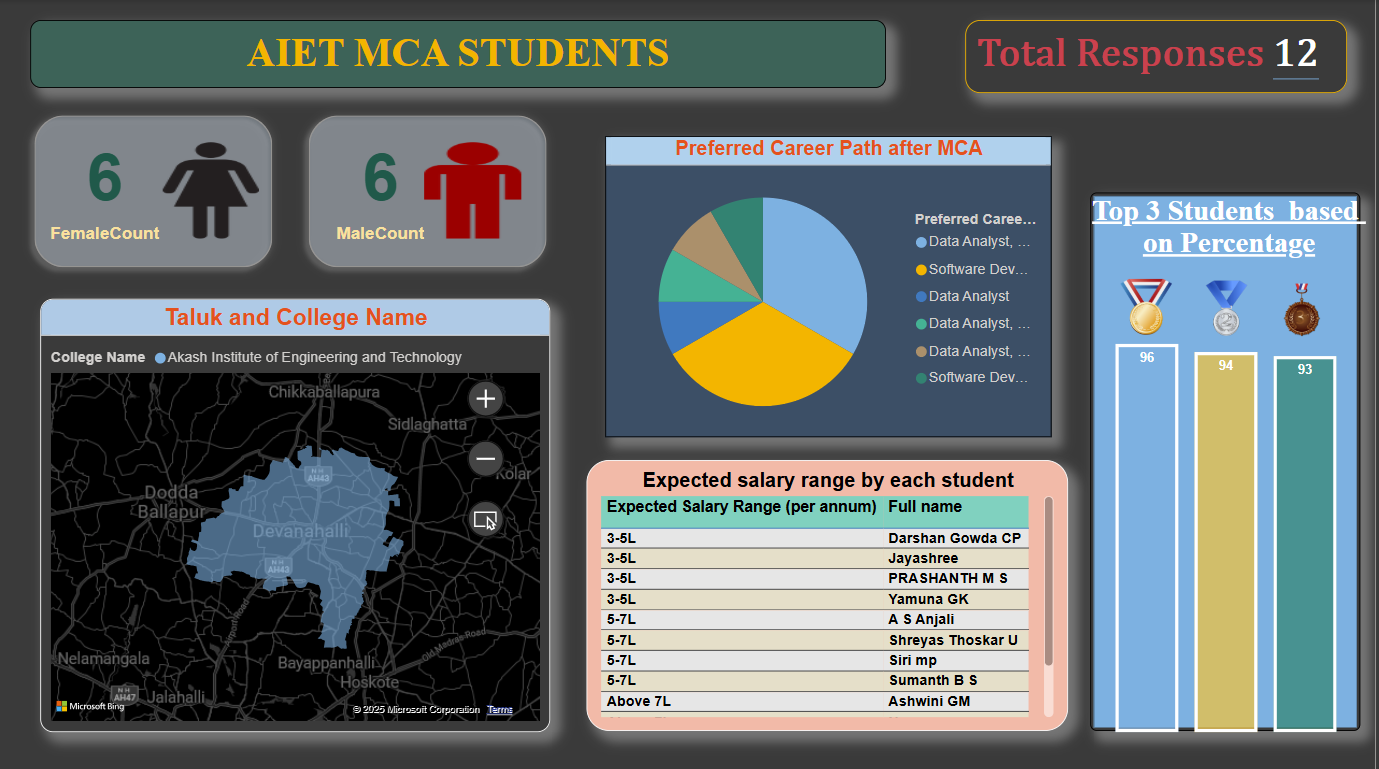 AIET MCA STUDENTS
Total Responses 12
6
FemaleCount
6
MaleCount
Preferred Career Path after MCA
Preferred Caree...
Data Analyst, ...
Software Dev...
Data Analyst
Data Analyst, ...
Data Analyst, ...
Software Dev...
Top 3 Students based
on Percentage
96
94
93
Taluk and College Name
College Name Akash Institute of Engineering and Technology
Chikkaballapura
Sidlaghatta
Kolar
Dodda
Ballapur
NH
AH43
Devanahalli
NH
AH43
Airport Road
Old Madras Road
Nelamangala
Bayappanhalli
Hoskote
NH
AH47
Jalahalli
Microsoft Bing
© 2025 Microsoft Corporation Terms
Expected salary range by each student
Expected Salary Range (per annum) Full name
3-5L Darshan Gowda CP
3-5L Jayashree
3-5L PRASHANTH M S
3-5L Yamuna GK
5-7L A S Anjali
5-7L Shreyas Thoskar U
5-7L Siri mp
5-7L Sumanth B S
Above 7L Ashwini GM